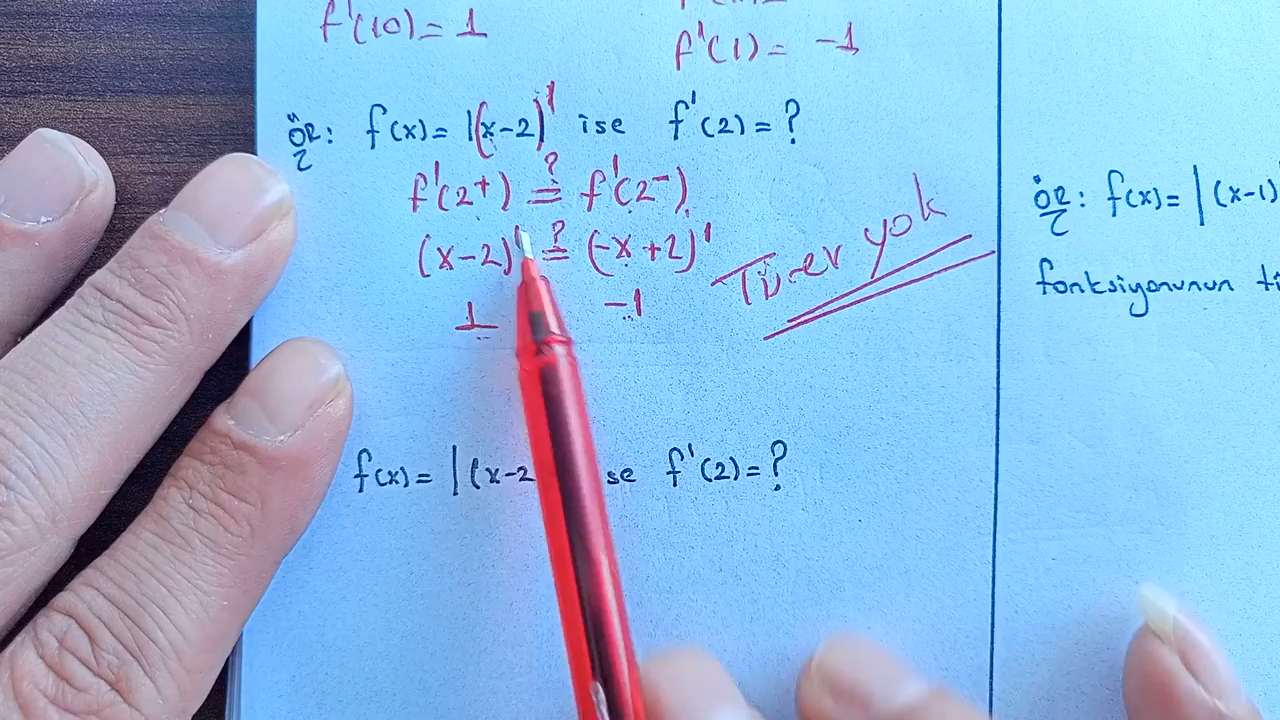 f'(10) = 1
f'(1) = -1
ÖR: f(x) = |(x-2)' ise f'(2) = ?
f'(2⁺) ≟ f'(2⁻)
(x-2)' ≟ (-x+2)' Türev yok
1 -1
f(x) = |(x-2 se f'(2) = ?
ÖR: f(x) = |(x-1)
fonksiyonunun